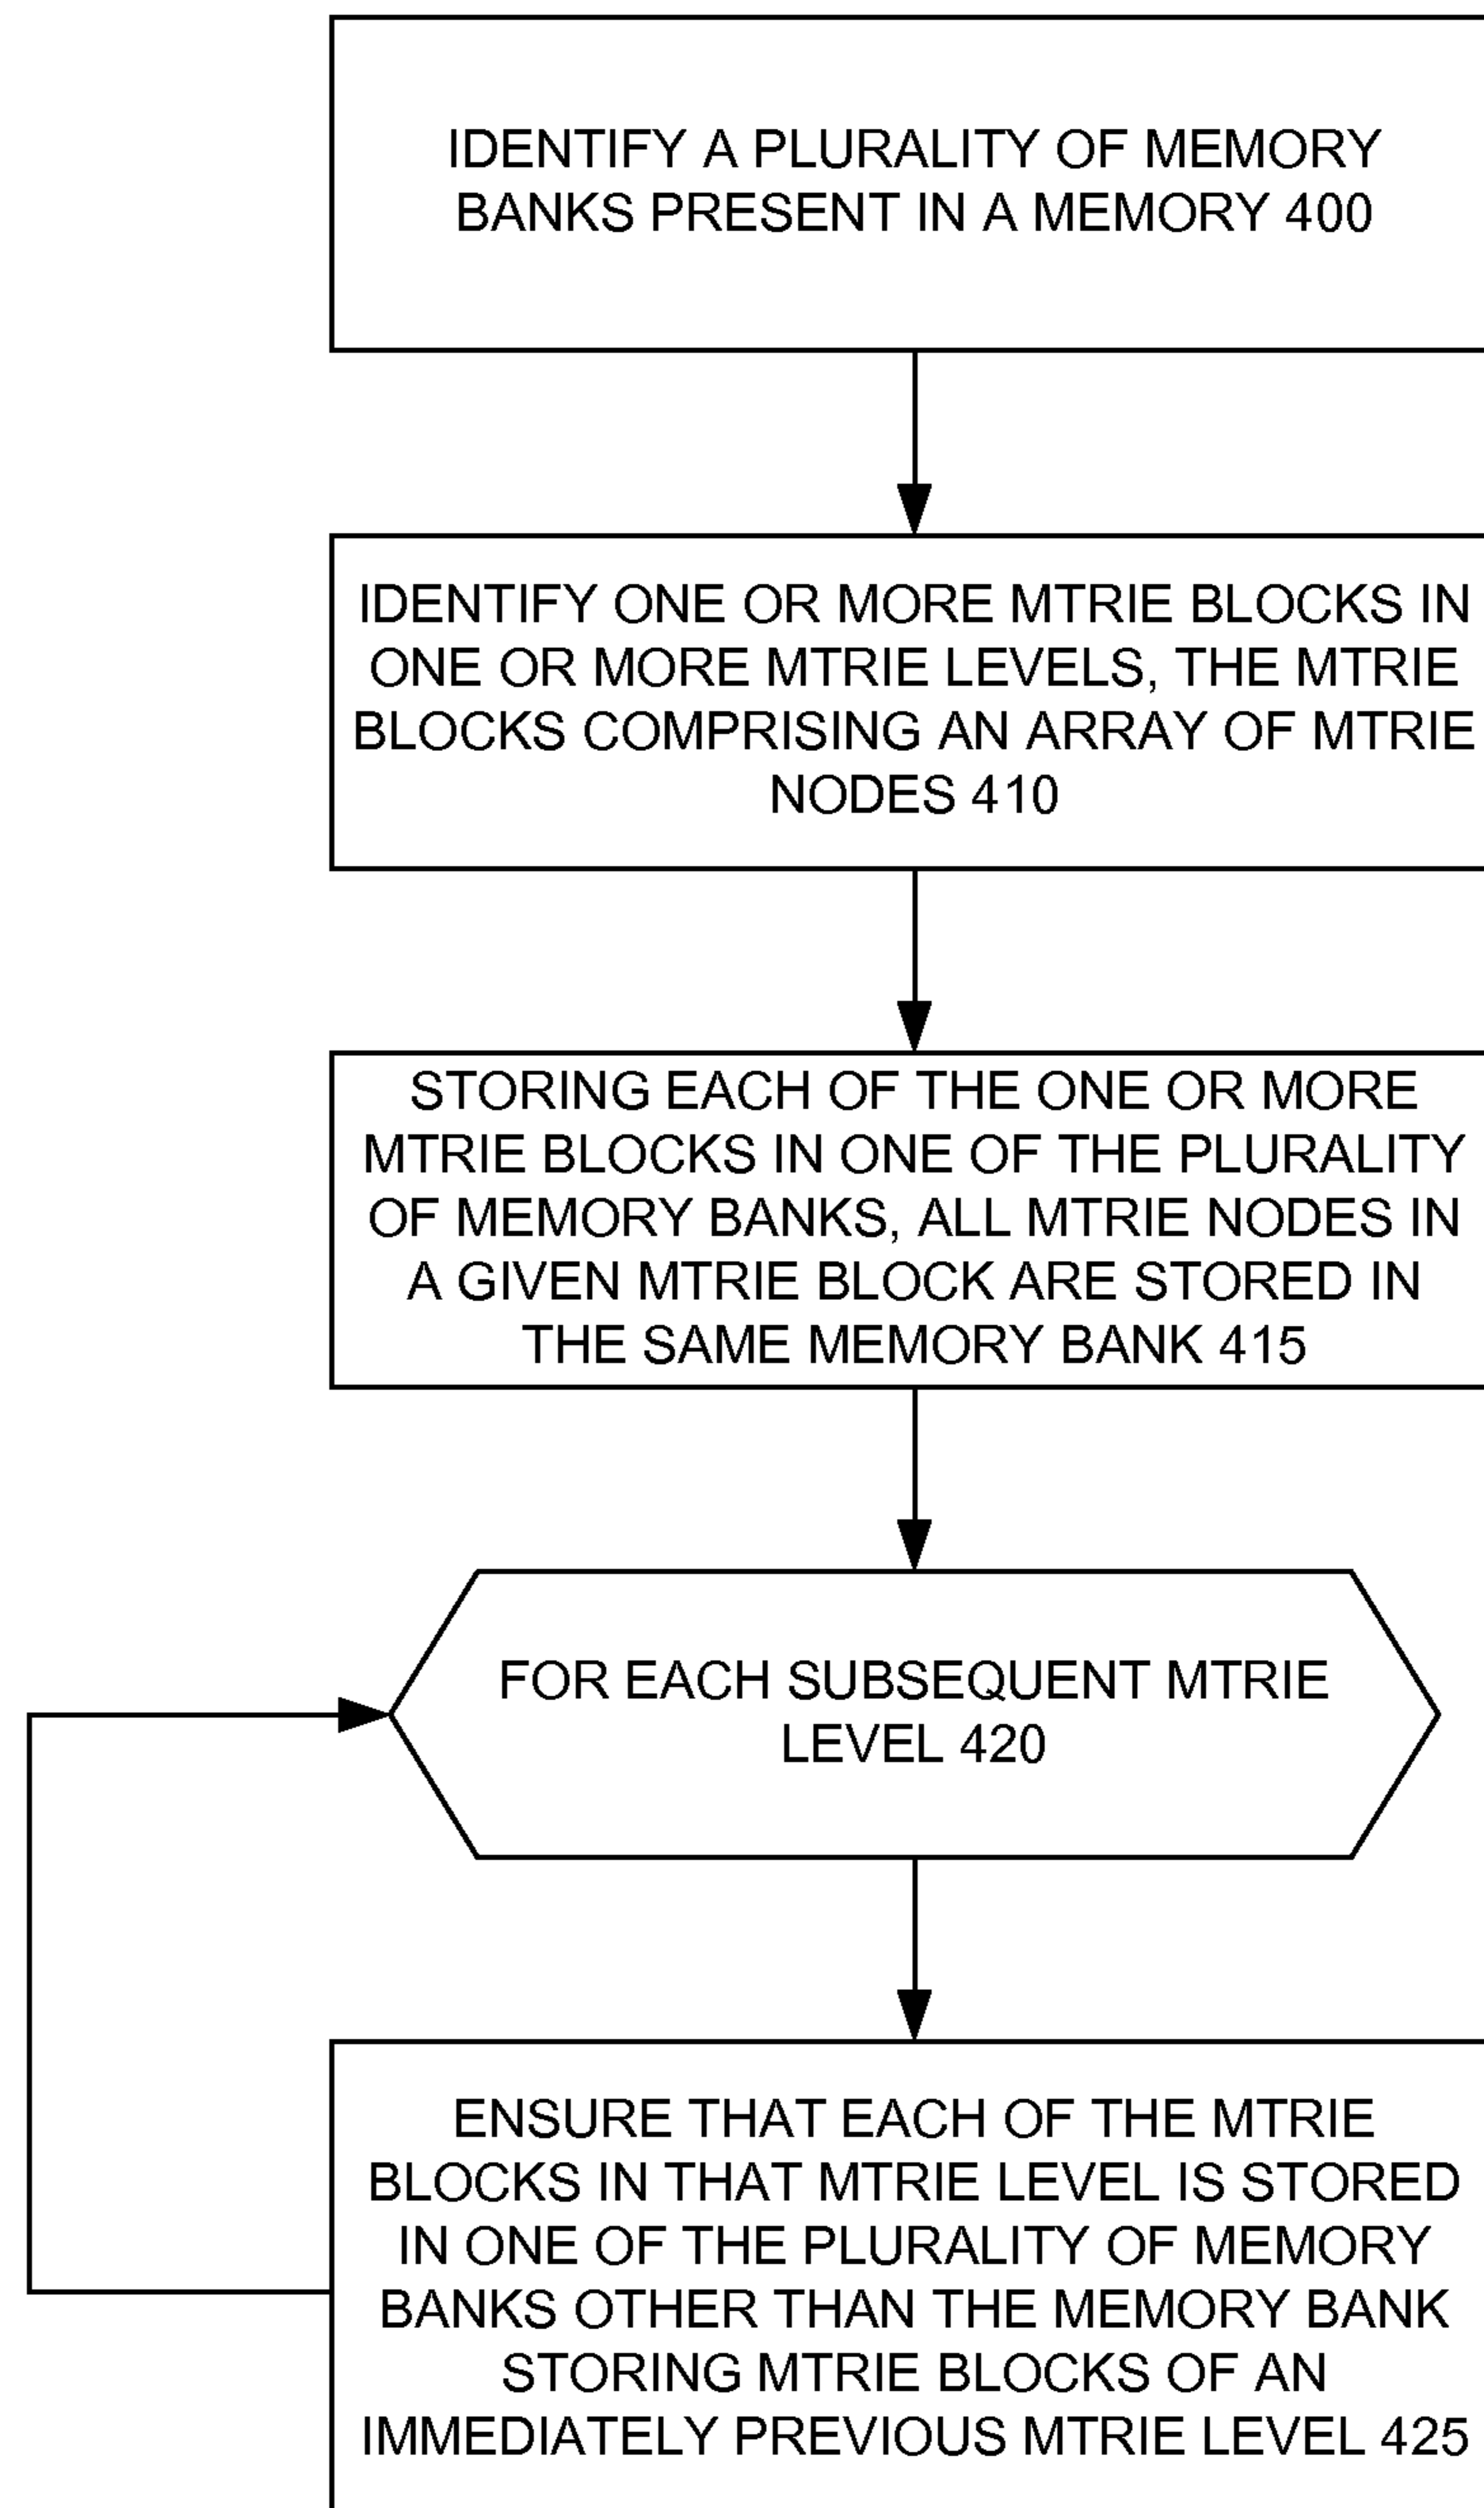 IDENTIFY A PLURALITY OF MEMORY
BANKS PRESENT IN A MEMORY 400
IDENTIFY ONE OR MORE MTRIE BLOCKS IN
ONE OR MORE MTRIE LEVELS, THE MTRIE
BLOCKS COMPRISING AN ARRAY OF MTRIE
NODES 410
STORING EACH OF THE ONE OR MORE
MTRIE BLOCKS IN ONE OF THE PLURALITY
OF MEMORY BANKS, ALL MTRIE NODES IN
A GIVEN MTRIE BLOCK ARE STORED IN
THE SAME MEMORY BANK 415
FOR EACH SUBSEQUENT MTRIE
LEVEL 420
ENSURE THAT EACH OF THE MTRIE
BLOCKS IN THAT MTRIE LEVEL IS STORED
IN ONE OF THE PLURALITY OF MEMORY
BANKS OTHER THAN THE MEMORY BANK
STORING MTRIE BLOCKS OF AN
IMMEDIATELY PREVIOUS MTRIE LEVEL 425